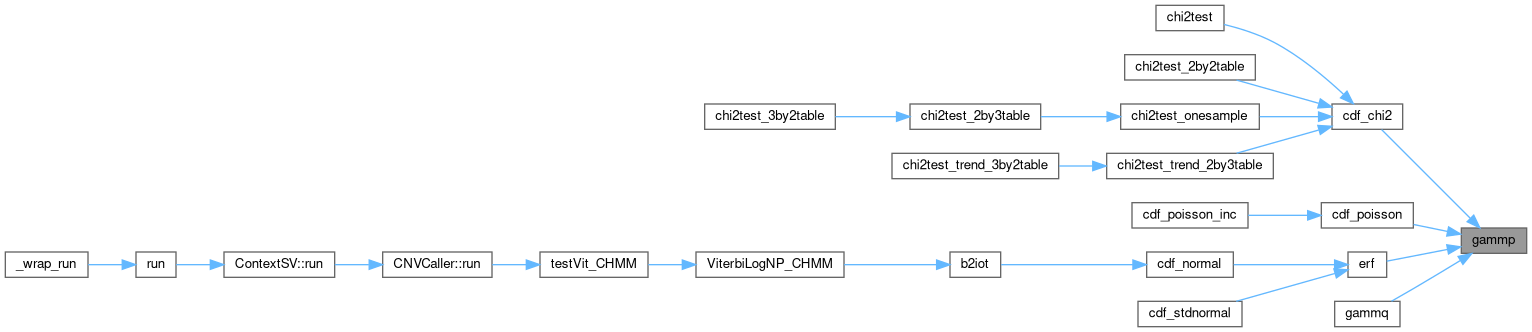 chi2test
chi2test_2by2table
chi2test_3by2table
chi2test_2by3table
chi2test_onesample
cdf_chi2
chi2test_trend_3by2table
chi2test_trend_2by3table
cdf_poisson_inc
cdf_poisson
gammp
_wrap_run
run
ContextSV::run
CNVCaller::run
testVit_CHMM
ViterbiLogNP_CHMM
b2iot
cdf_normal
erf
cdf_stdnormal
gammq